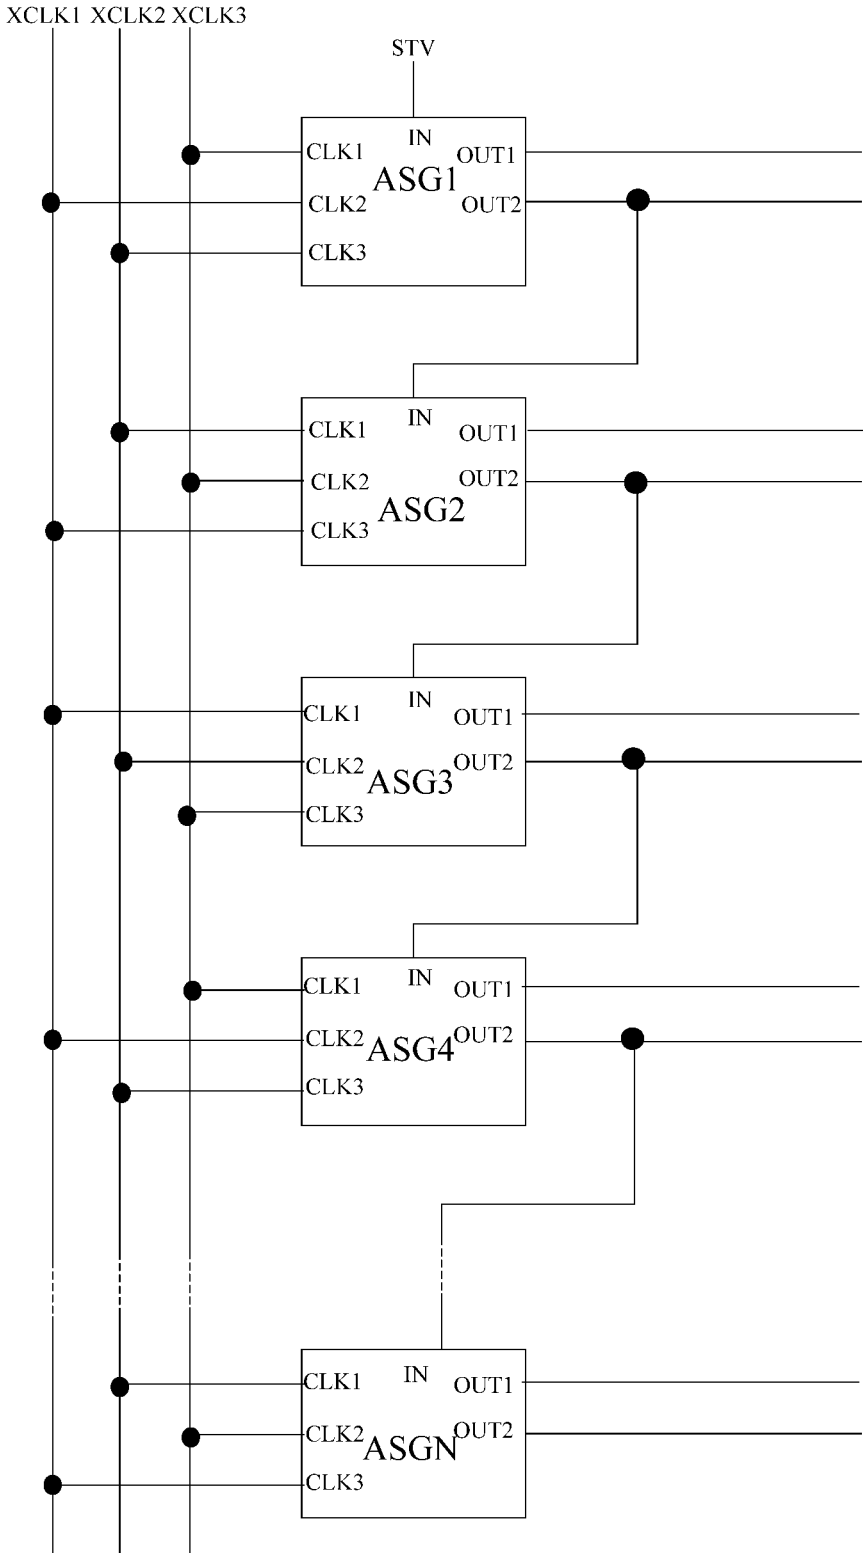 XCLK1 XCLK2 XCLK3
STV
IN
CLK1
OUT1
ASG1
CLK2
OUT2
CLK3
IN
CLK1
OUT1
CLK2
OUT2
ASG2
CLK3
IN
CLK1
OUT1
CLK2
OUT2
ASG3
CLK3
IN
CLK1
OUT1
CLK2
OUT2
ASG4
CLK3
IN
CLK1
OUT1
CLK2
OUT2
ASGN
CLK3